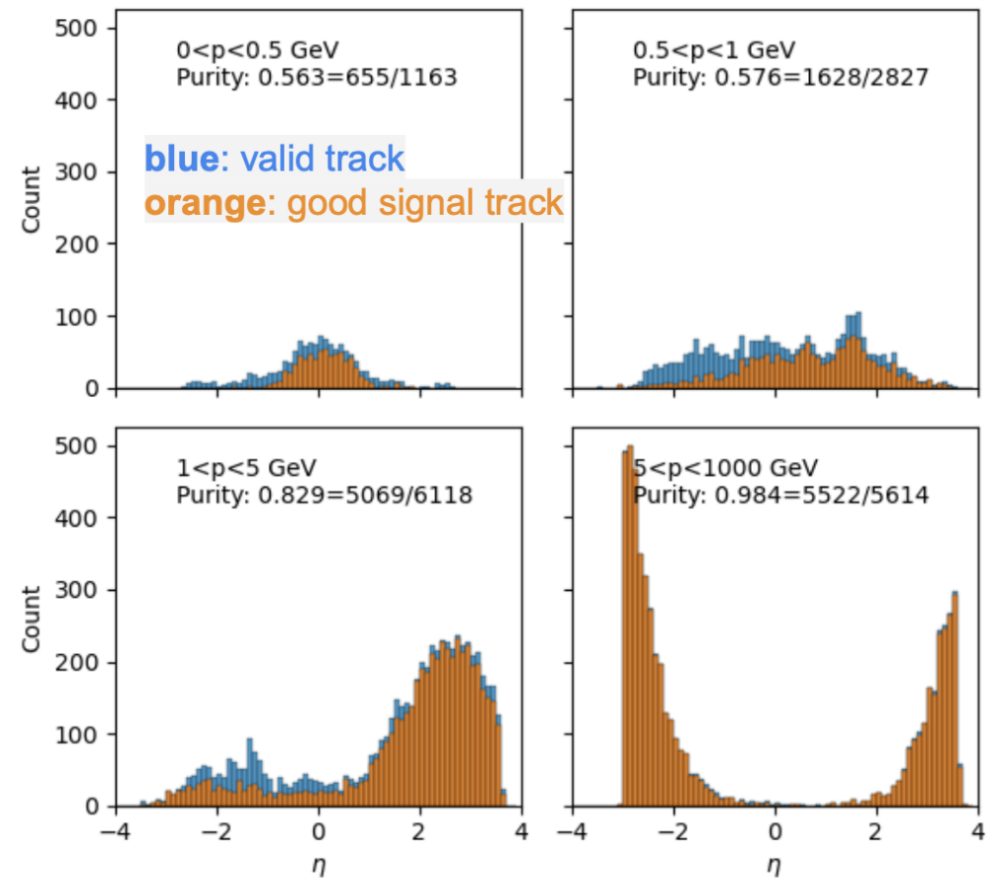 500
400
300
200
100
0
Count
0<p<0.5 GeV
Purity: 0.563=655/1163
blue: valid track
orange: good signal track
0.5<p<1 GeV
Purity: 0.576=1628/2827
500
400
300
200
100
0
Count
1<p<5 GeV
Purity: 0.829=5069/6118
−4 −2 0 2 4
η
5<p<1000 GeV
Purity: 0.984=5522/5614
−4 −2 0 2 4
η